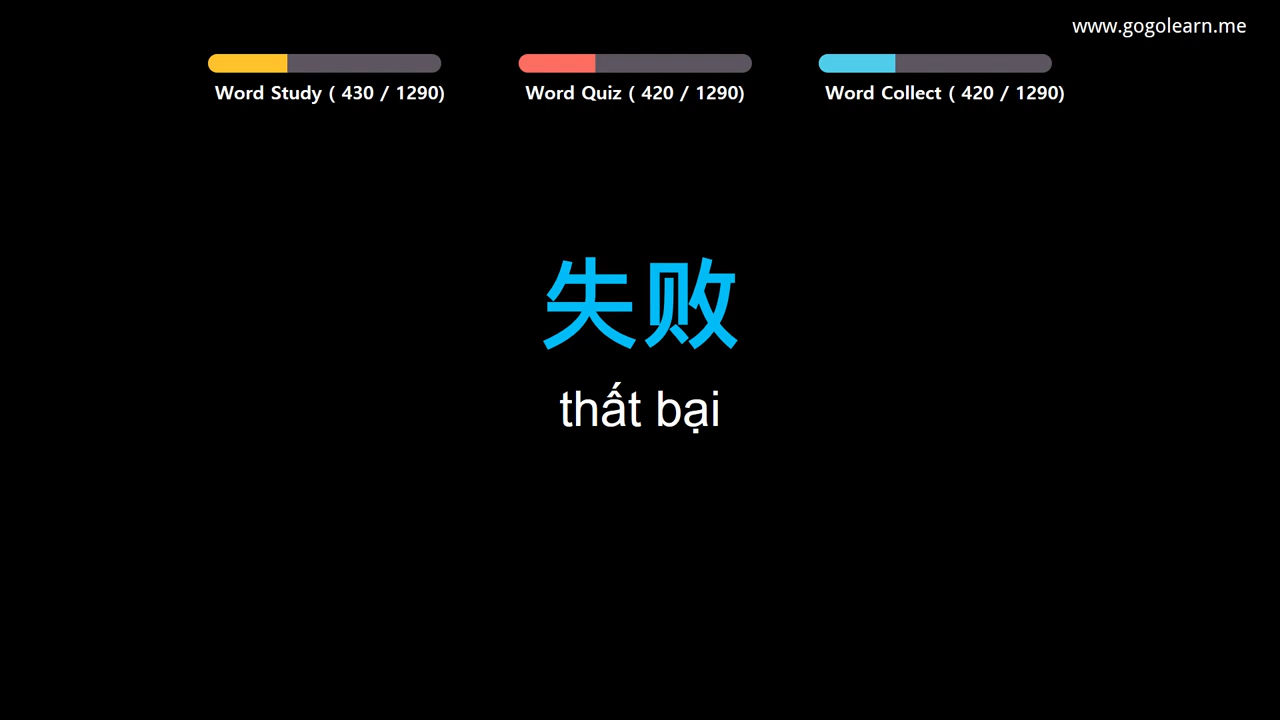 www.gogolearn.me
Word Study ( 430 / 1290)
Word Quiz ( 420 / 1290)
Word Collect ( 420 / 1290)
失败
thất bại